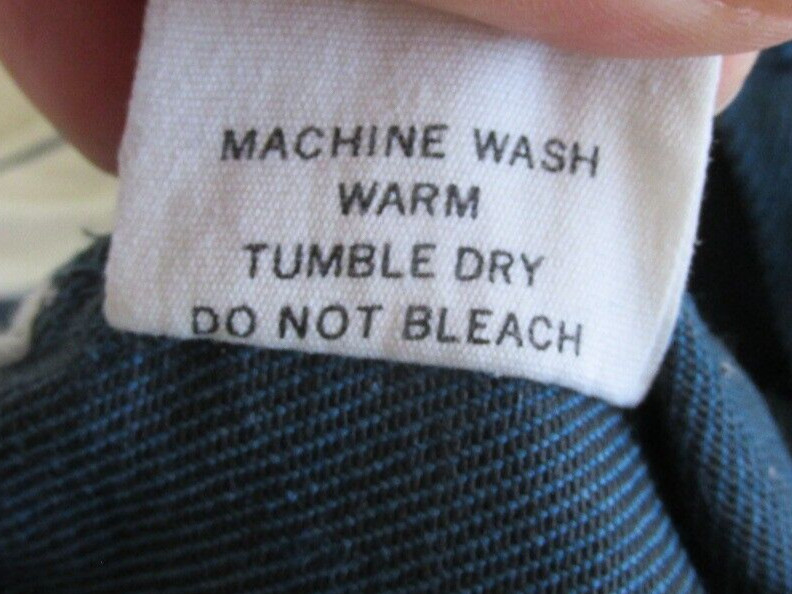 MACHINE WASH
WARM
TUMBLE DRY
DO NOT BLEACH